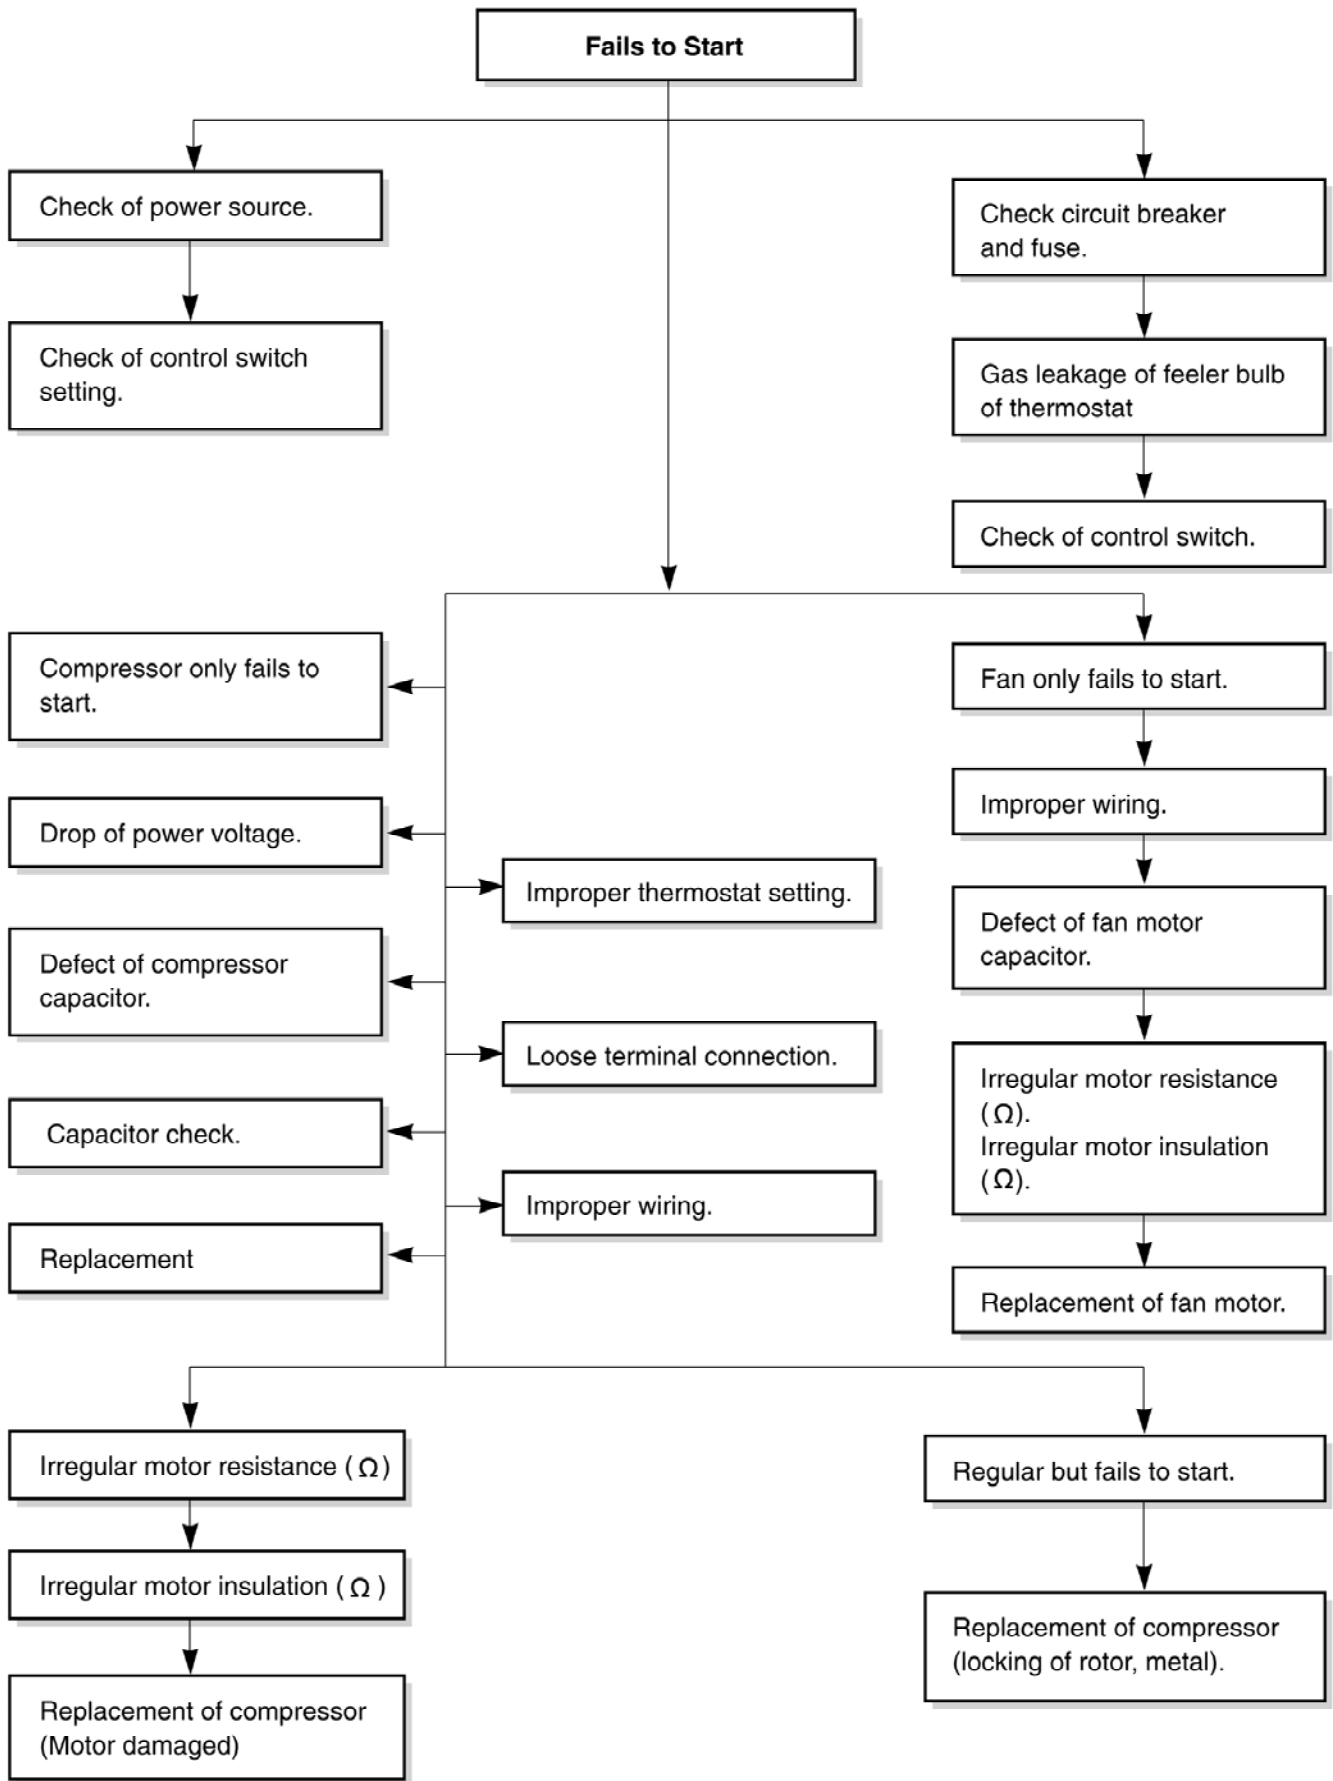 Fails to Start
Check of power source.
Check of control switch
setting.
Check circuit breaker
and fuse.
Gas leakage of feeler bulb
of thermostat
Check of control switch.
Compressor only fails to
start.
Drop of power voltage.
Defect of compressor
capacitor.
Capacitor check.
Replacement
Improper thermostat setting.
Loose terminal connection.
Improper wiring.
Fan only fails to start.
Improper wiring.
Defect of fan motor
capacitor.
Irregular motor resistance
(Ω).
Irregular motor insulation
(Ω).
Replacement of fan motor.
Irregular motor resistance (Ω)
Irregular motor insulation (Ω )
Replacement of compressor
(Motor damaged)
Regular but fails to start.
Replacement of compressor
(locking of rotor, metal).